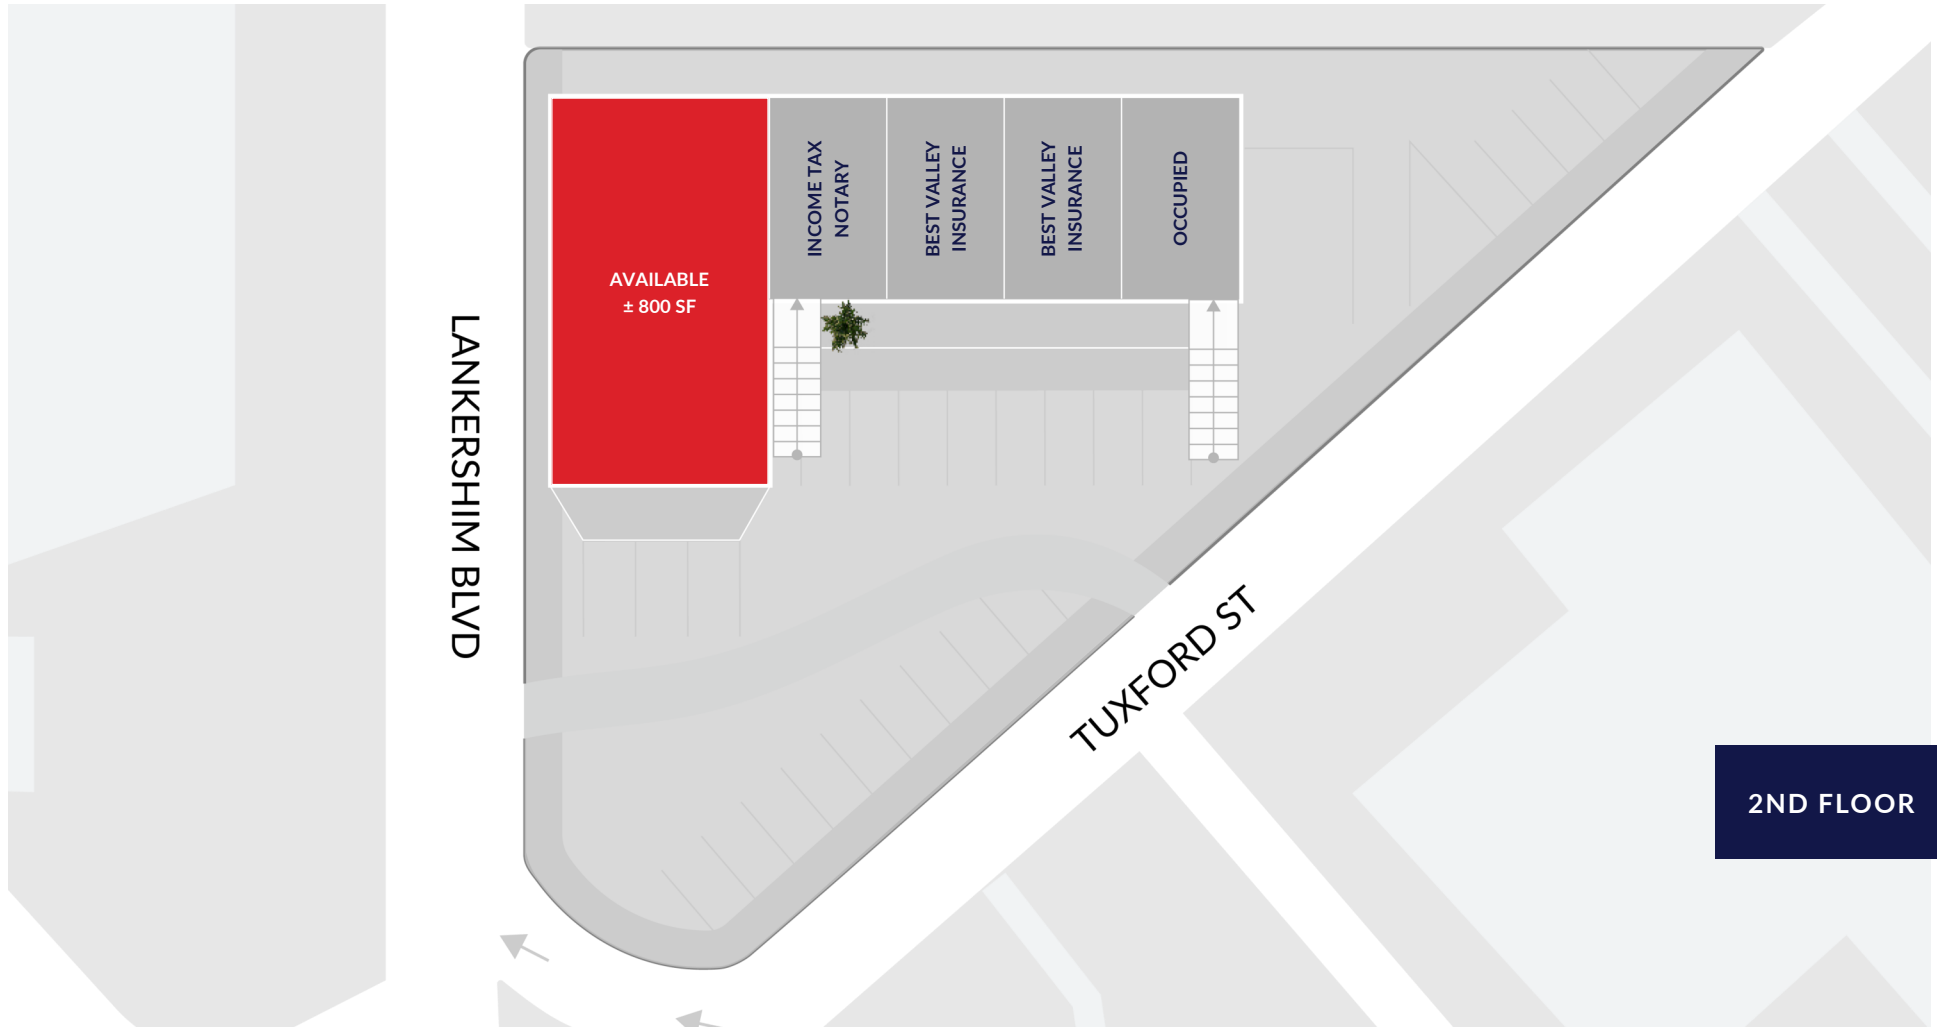 INCOME TAX
NOTARY
BEST VALLEY
INSURANCE
BEST VALLEY
INSURANCE
OCCUPIED
AVAILABLE
± 800 SF
LANKERSHIM BLVD
TUXFORD ST
2ND FLOOR